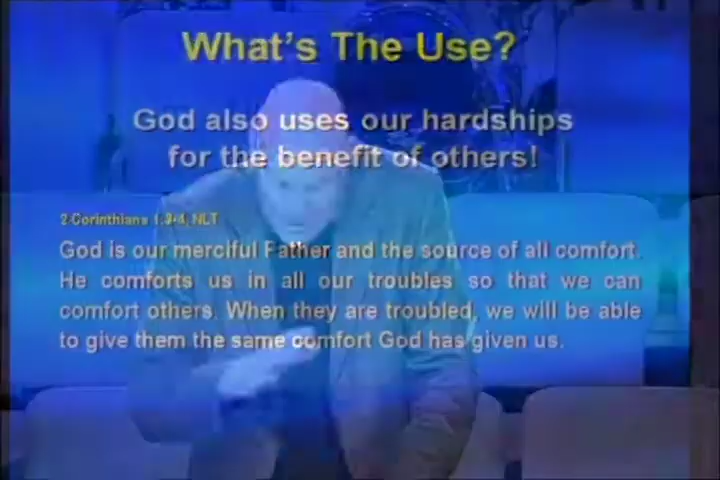 What's The Use?
God also uses our hardships
for the benefit of others!
2 Corinthians 1:3-4, NLT
God is our merciful Father and the source of all comfort.
He comforts us in all our troubles so that we can
comfort others. When they are troubled, we will be able
to give them the same comfort God has given us.